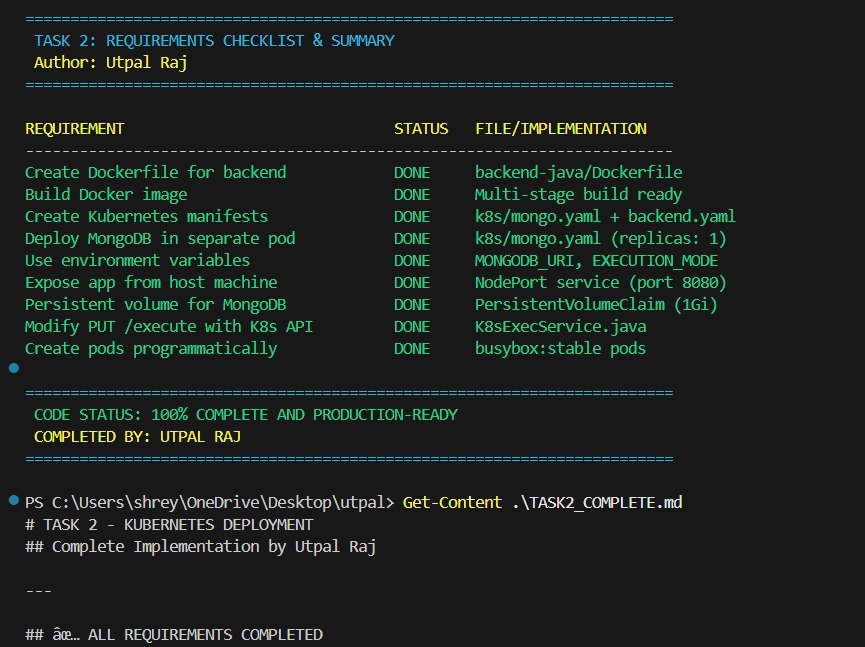 ========================================================================
TASK 2: REQUIREMENTS CHECKLIST & SUMMARY
Author: Utpal Raj
========================================================================
REQUIREMENT STATUS FILE/IMPLEMENTATION
------------------------------------------------------------------------
Create Dockerfile for backend DONE backend-java/Dockerfile
Build Docker image DONE Multi-stage build ready
Create Kubernetes manifests DONE k8s/mongo.yaml + backend.yaml
Deploy MongoDB in separate pod DONE k8s/mongo.yaml (replicas: 1)
Use environment variables DONE MONGODB_URI, EXECUTION_MODE
Expose app from host machine DONE NodePort service (port 8080)
Persistent volume for MongoDB DONE PersistentVolumeClaim (1Gi)
Modify PUT /execute with K8s API DONE K8sExecService.java
Create pods programmatically DONE busybox:stable pods
========================================================================
CODE STATUS: 100% COMPLETE AND PRODUCTION-READY
COMPLETED BY: UTPAL RAJ
========================================================================
PS C:\Users\shrey\OneDrive\Desktop\utpal> Get-Content .\TASK2_COMPLETE.md
# TASK 2 - KUBERNETES DEPLOYMENT
## Complete Implementation by Utpal Raj
---
## âœ… ALL REQUIREMENTS COMPLETED